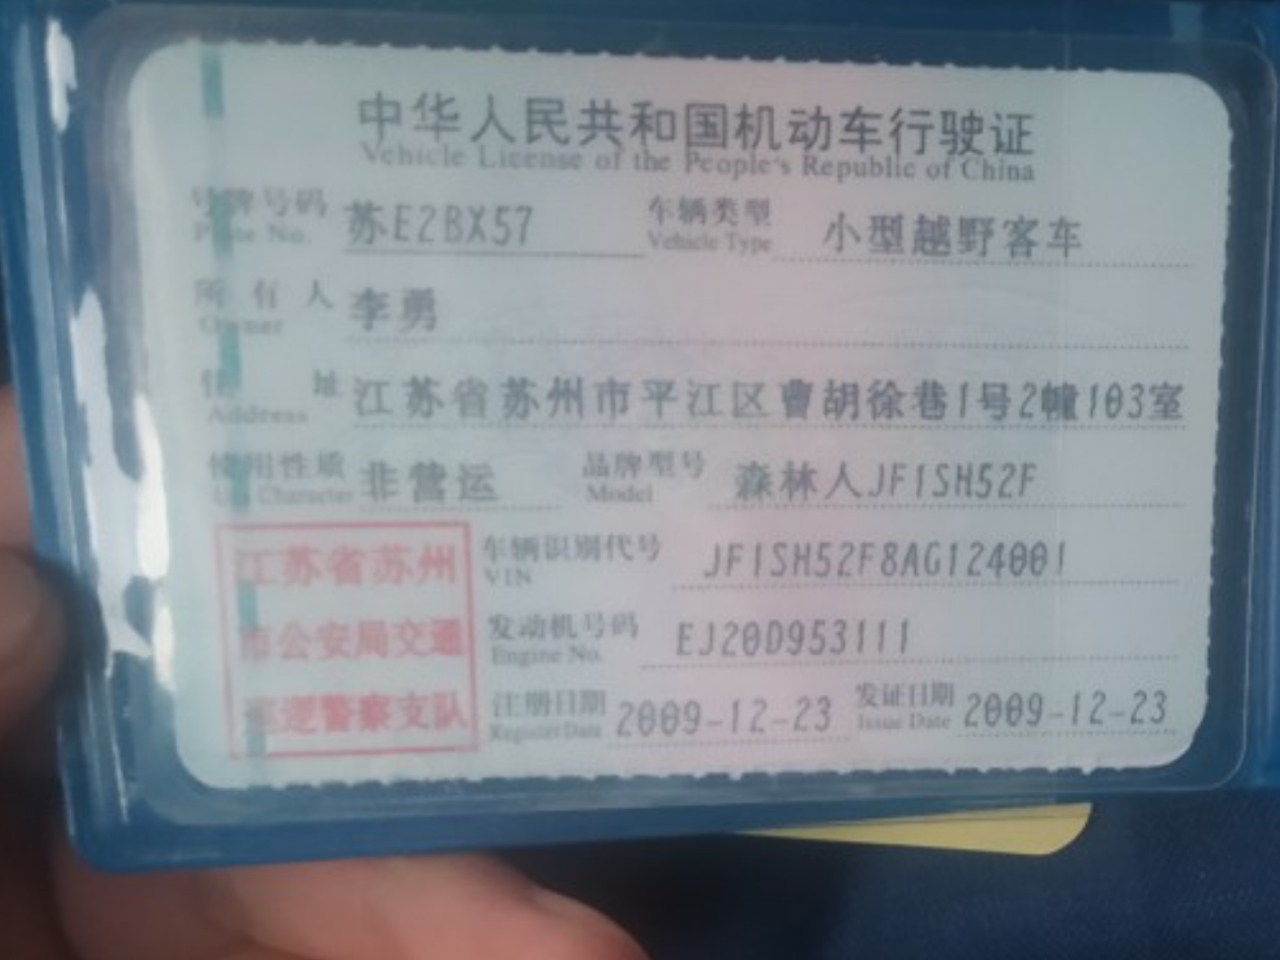 中华人民共和国机动车行驶证
Vehicle License of the People's Republic of China
号牌号码 苏E2BX57 车辆类型 小型越野客车
Plate No. Vehicle Type
所有人 李勇
Owner
住址 江苏省苏州市平江区曹胡徐巷1号2幢103室
Address
使用性质 非营运 品牌型号 森林人JF1SH52F
Use Character Model
江苏省苏州
市公安局交通
巡逻警察支队
车辆识别代号 JF1SH52F8AG124001
VIN
发动机号码 EJ20D953111
Engine No.
注册日期 2009-12-23 发证日期 2009-12-23
Register Date Issue Date